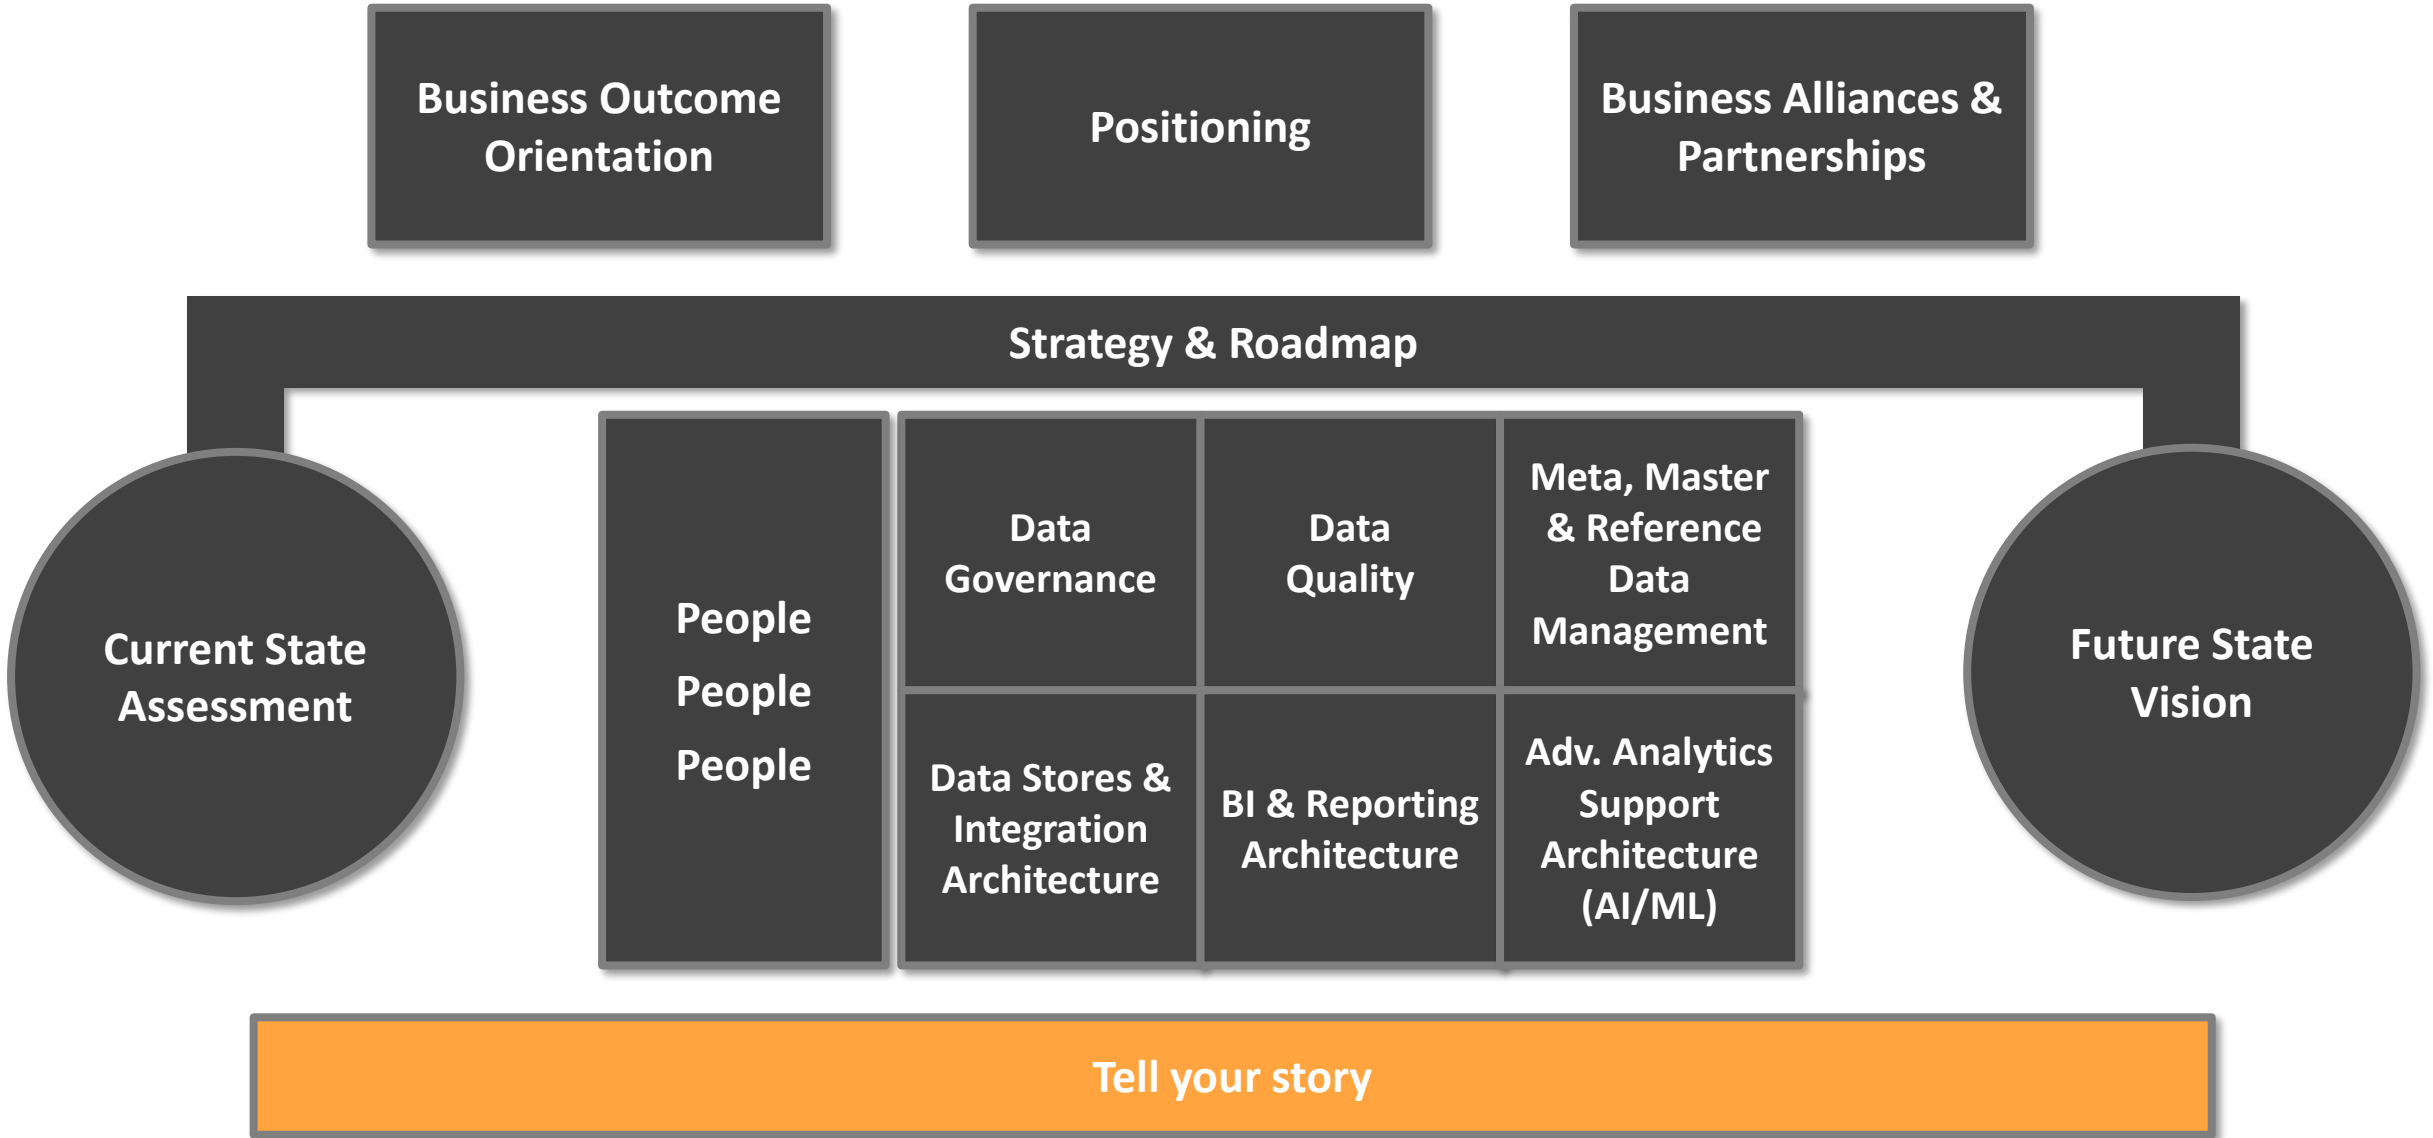 Business Outcome
Orientation
Positioning
Business Alliances &
Partnerships
Strategy & Roadmap
Current State
Assessment
People
People
People
Data
Governance
Data
Quality
Meta, Master
& Reference
Data
Management
Data Stores &
Integration
Architecture
BI & Reporting
Architecture
Adv. Analytics
Support
Architecture
(AI/ML)
Future State
Vision
Tell your story